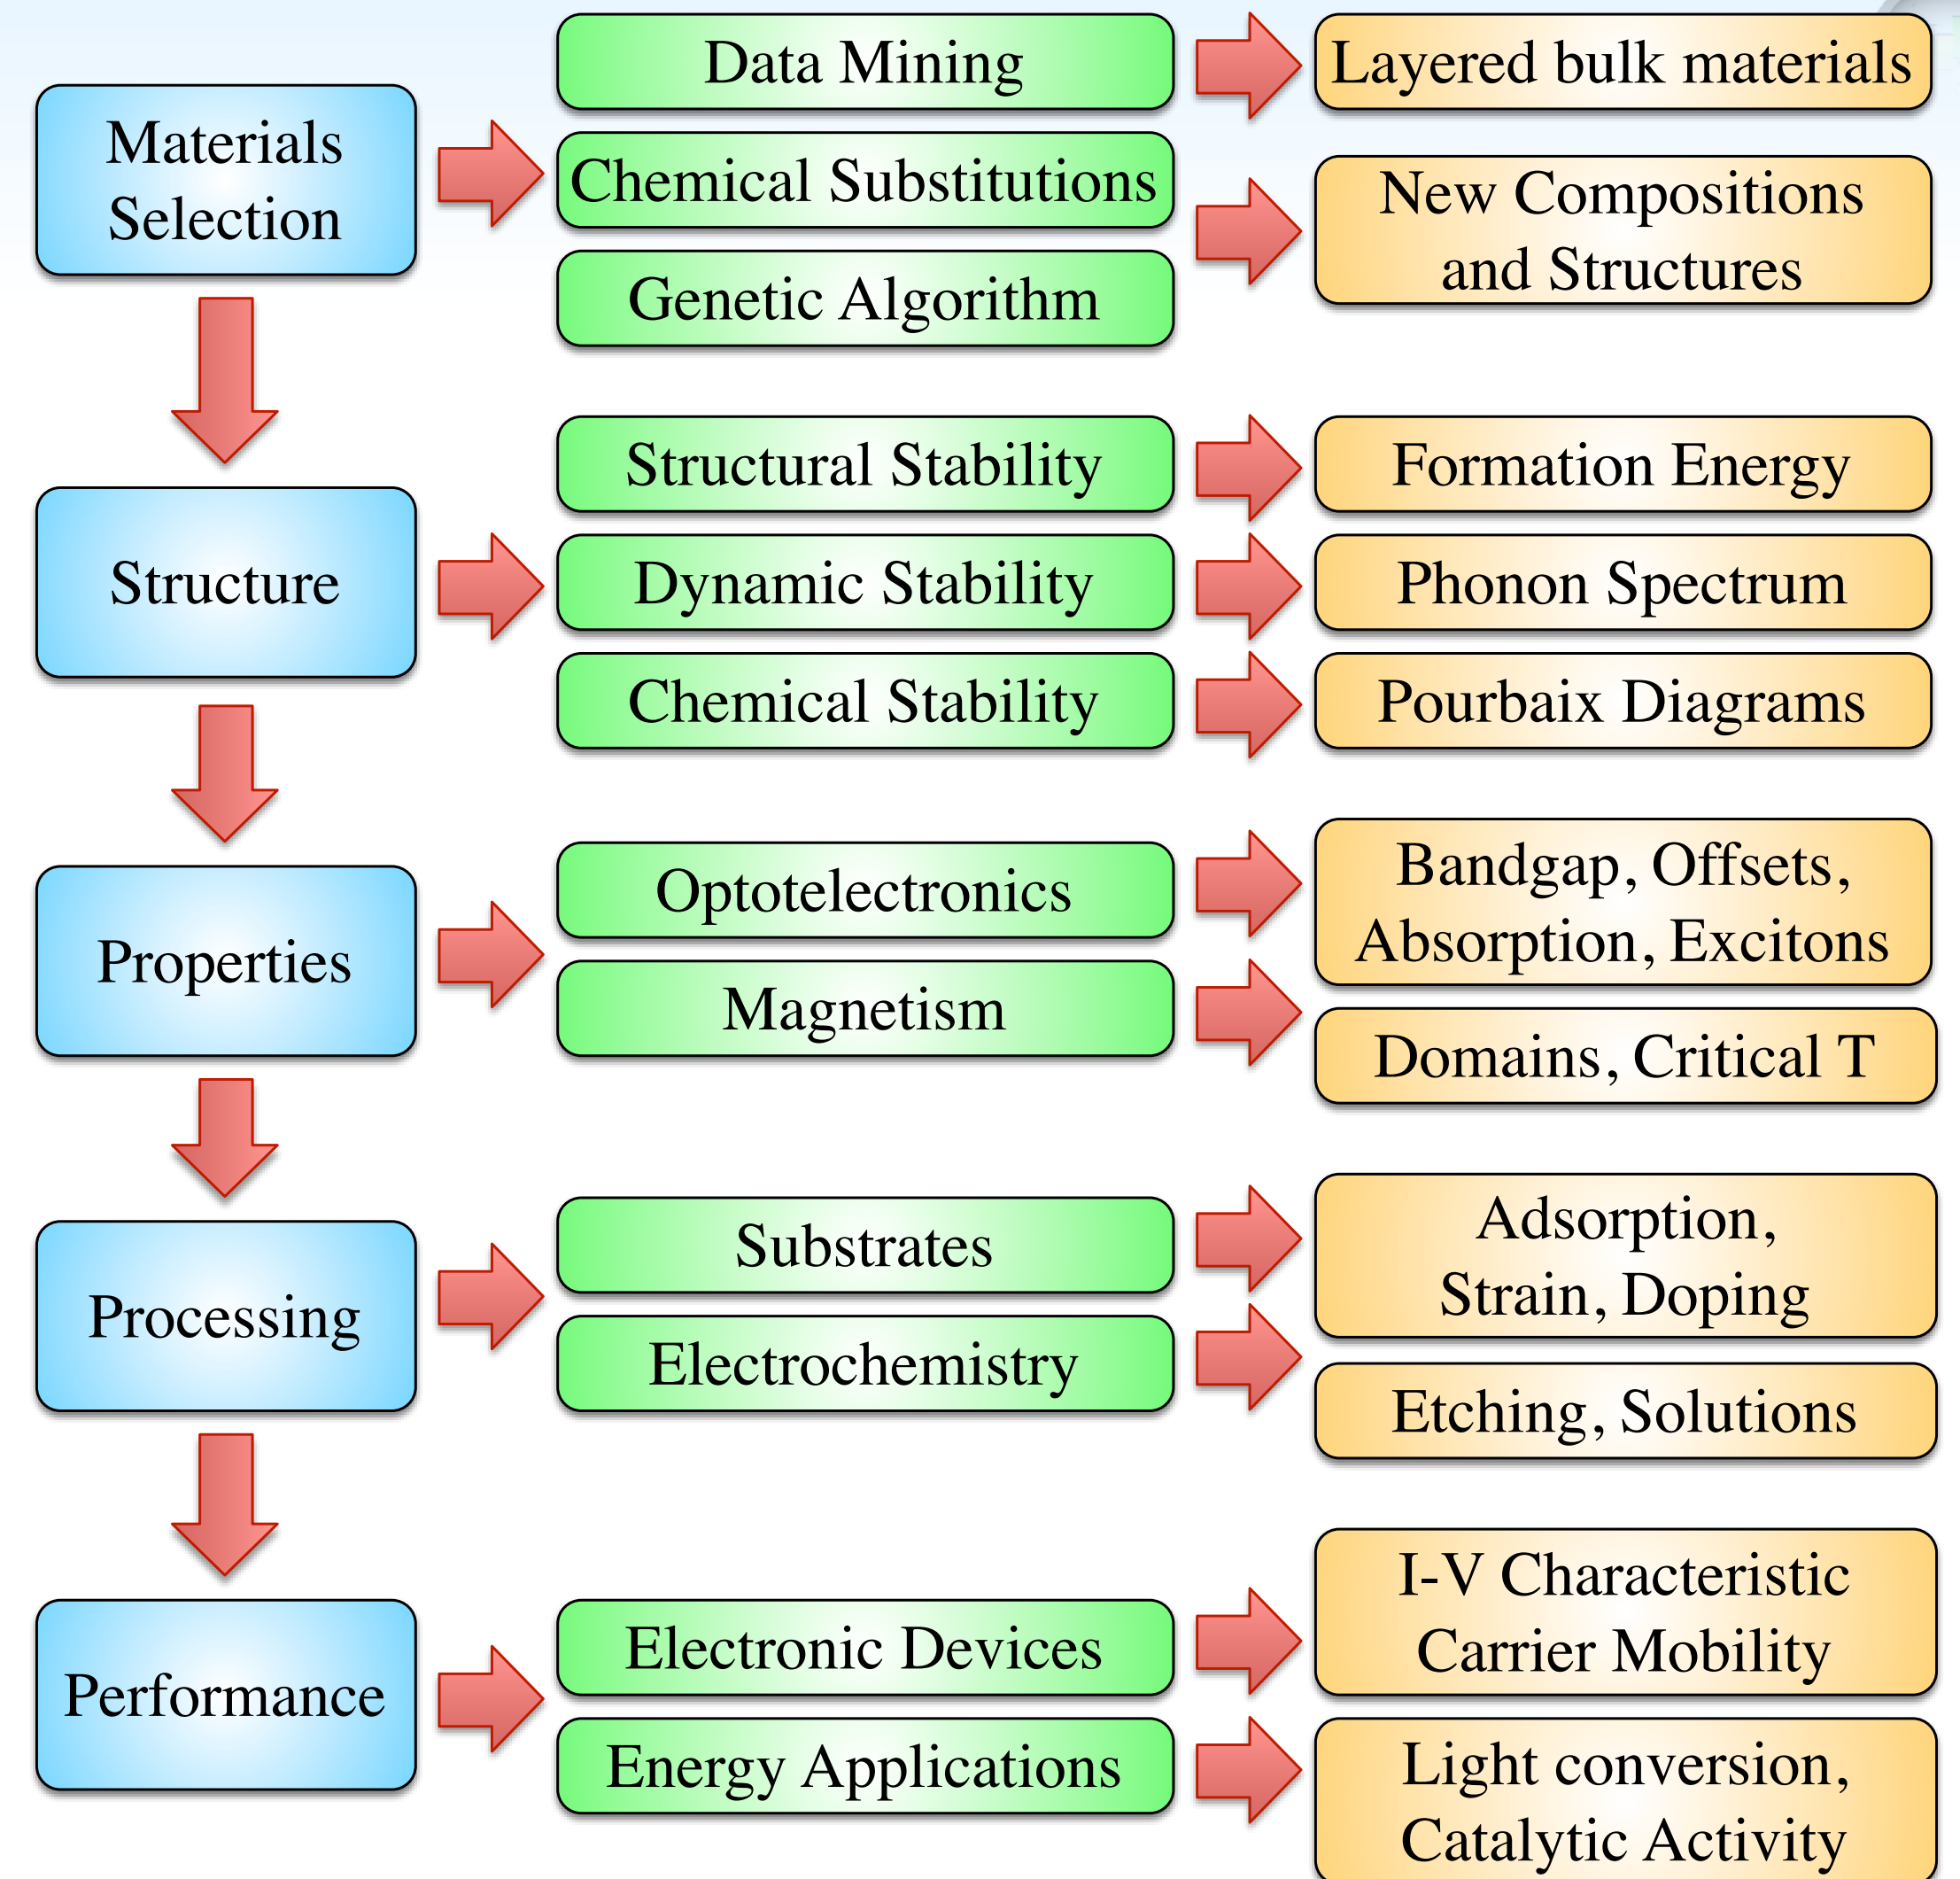 Materials
Selection
Data Mining
Layered bulk materials
Chemical Substitutions
Genetic Algorithm
New Compositions
and Structures
Structure
Structural Stability
Formation Energy
Dynamic Stability
Phonon Spectrum
Chemical Stability
Pourbaix Diagrams
Properties
Optotelectronics
Bandgap, Offsets,
Absorption, Excitons
Magnetism
Domains, Critical T
Processing
Substrates
Adsorption,
Strain, Doping
Electrochemistry
Etching, Solutions
Performance
Electronic Devices
I-V Characteristic
Carrier Mobility
Energy Applications
Light conversion,
Catalytic Activity